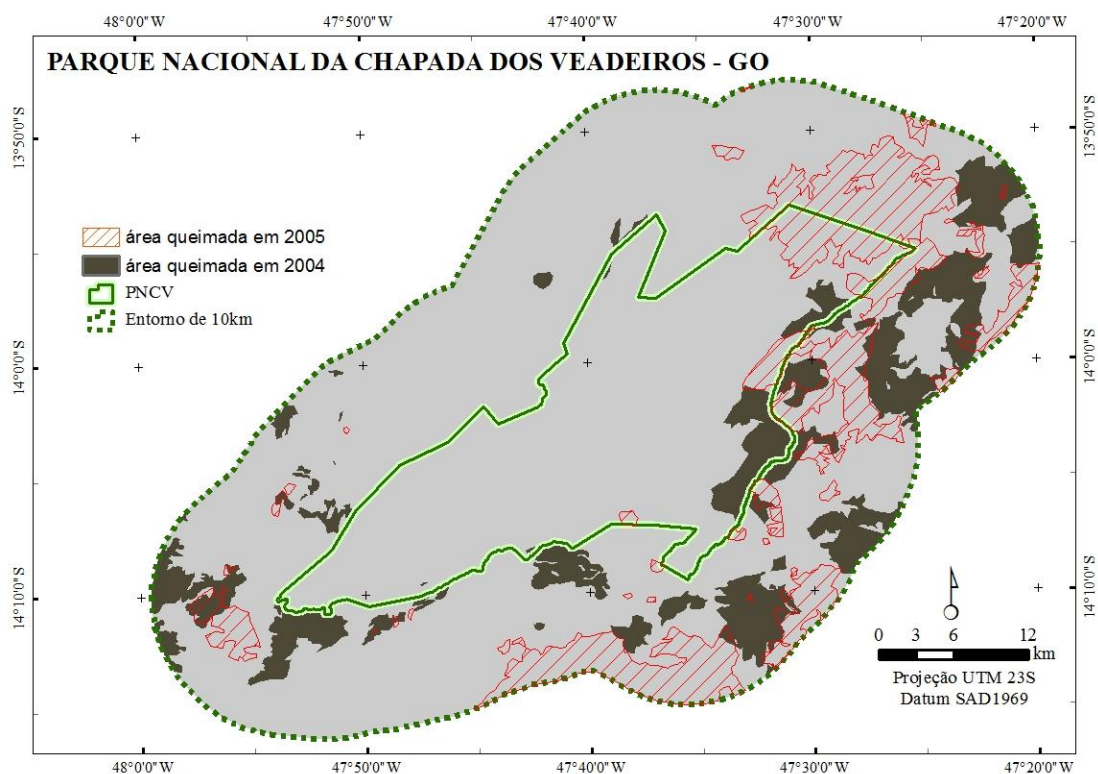 48°0'0"W 47°50'0"W 47°40'0"W 47°30'0"W 47°20'0"W
PARQUE NACIONAL DA CHAPADA DOS VEADEIROS - GO
13°50'0"S 13°50'0"S
área queimada em 2005
área queimada em 2004
PNCV
Entorno de 10km
14°0'0"S 14°0'0"S
14°10'0"S 14°10'0"S
0 3 6 12
km
Projeção UTM 23S
Datum SAD1969
48°0'0"W 47°50'0"W 47°40'0"W 47°30'0"W 47°20'0"W